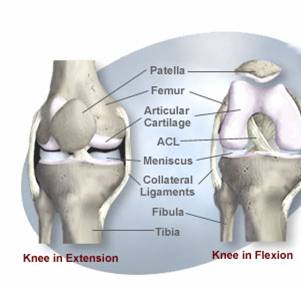 Patella
Femur
Articular
Cartilage
ACL
Meniscus
Collateral
Ligaments
Fibula
Tibia
Knee in Extension
Knee in Flexion